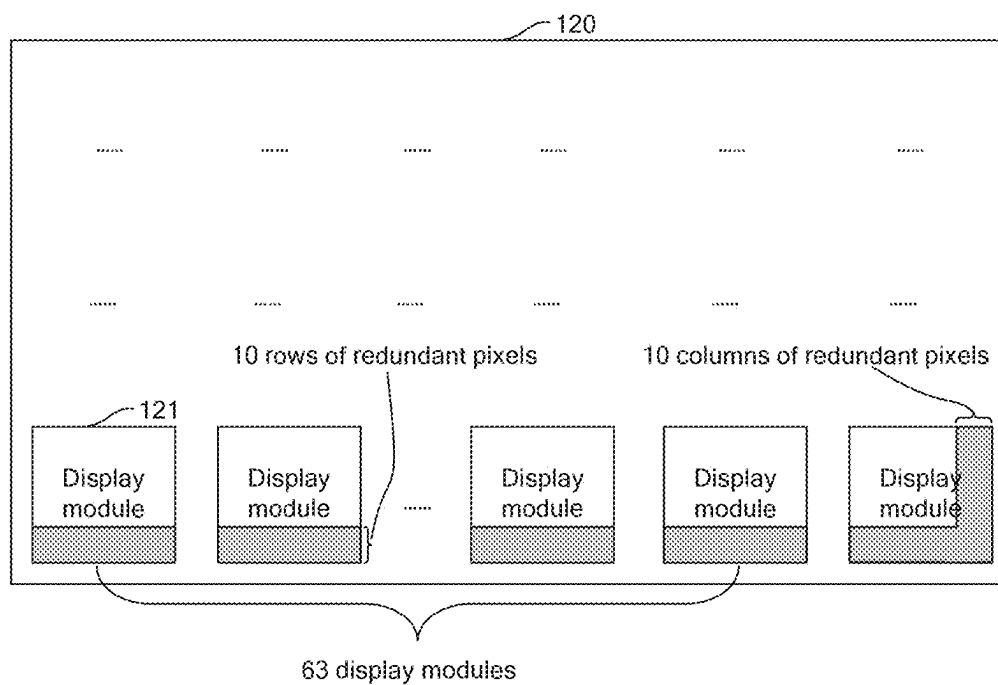 120
...... ...... ...... ...... ...... ......
...... ...... ...... ...... ...... ......
10 rows of redundant pixels
10 columns of redundant pixels
121
Display module
Display module
......
Display module
Display module
Display module
63 display modules